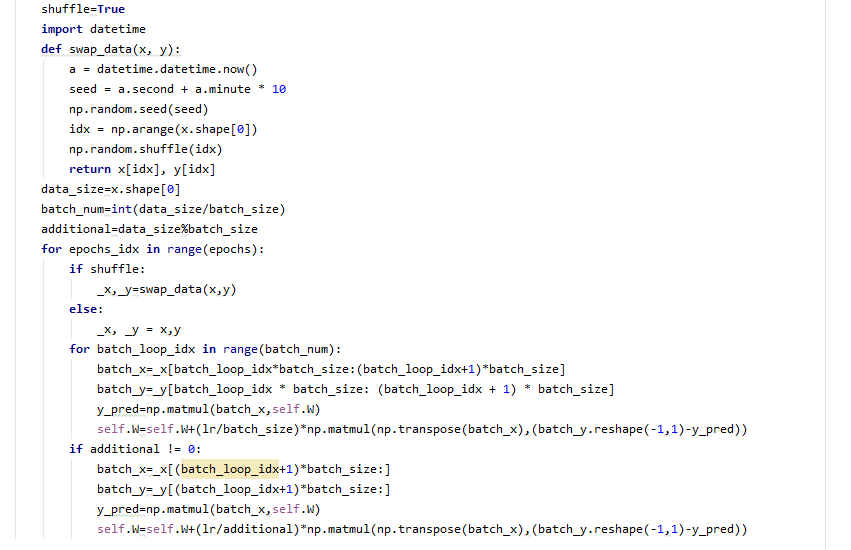 shuffle=True
import datetime
def swap_data(x, y):
a = datetime.datetime.now()
seed = a.second + a.minute * 10
np.random.seed(seed)
idx = np.arange(x.shape[0])
np.random.shuffle(idx)
return x[idx], y[idx]
data_size=x.shape[0]
batch_num=int(data_size/batch_size)
additional=data_size%batch_size
for epochs_idx in range(epochs):
if shuffle:
_x,_y=swap_data(x,y)
else:
_x, _y = x,y
for batch_loop_idx in range(batch_num):
batch_x=_x[batch_loop_idx*batch_size:(batch_loop_idx+1)*batch_size]
batch_y=_y[batch_loop_idx * batch_size: (batch_loop_idx + 1) * batch_size]
y_pred=np.matmul(batch_x,self.W)
self.W=self.W+(lr/batch_size)*np.matmul(np.transpose(batch_x),(batch_y.reshape(-1,1)-y_pred))
if additional != 0:
batch_x=_x[(batch_loop_idx+1)*batch_size:]
batch_y=_y[(batch_loop_idx+1)*batch_size:]
y_pred=np.matmul(batch_x,self.W)
self.W=self.W+(lr/additional)*np.matmul(np.transpose(batch_x),(batch_y.reshape(-1,1)-y_pred))